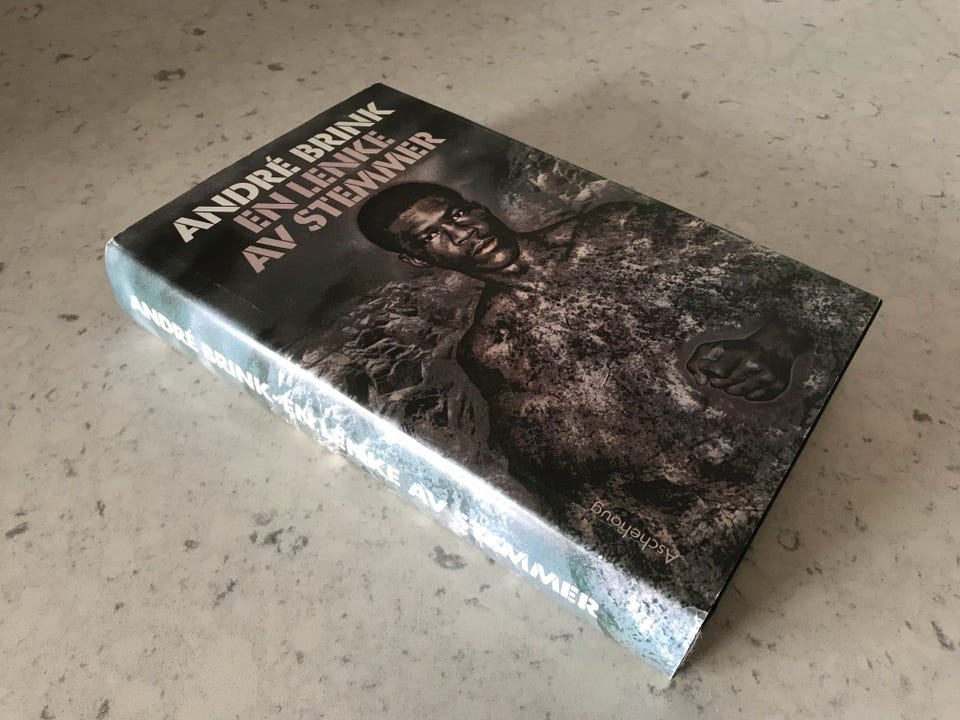 ANDRÉ BRINK
EN LENKE
AV STEMMER
Aschehoug
ANDRÉ BRINK EN LENKE AV STEMMER